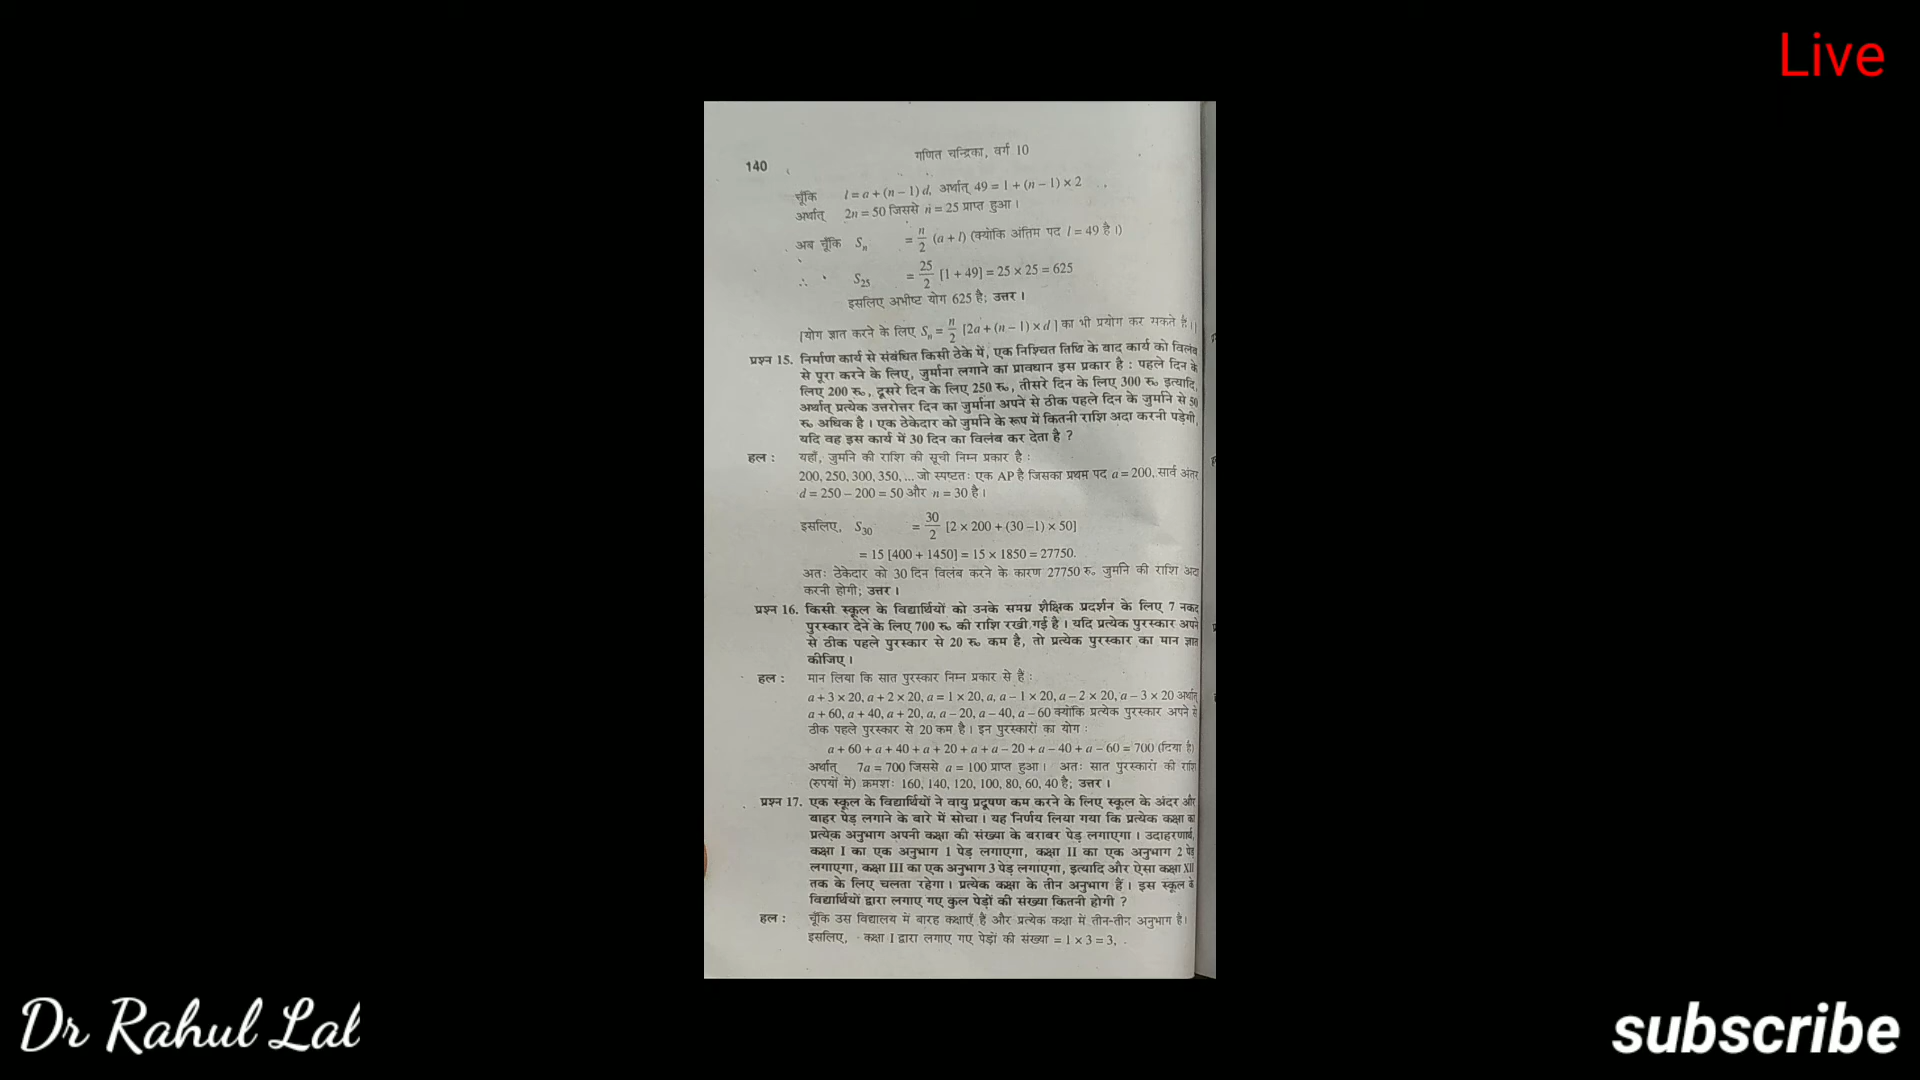 Live
गणित चन्द्रिका, वर्ग 10
140
चूँकि l = a + (n – 1) d, अर्थात् 49 = 1 + (n – 1) × 2
अर्थात् 2n = 50 जिससे n = 25 प्राप्त हुआ।
अब चूँकि Sn = n/2 (a + l) (क्योंकि अंतिम पद l = 49 है।)
∴ S25 = 25/2 [1 + 49] = 25 × 25 = 625
इसलिए अभीष्ट योग 625 है; उत्तर।
[योग ज्ञात करने के लिए Sn = n/2 [2a + (n – 1) × d] का भी प्रयोग कर सकते हैं।]
प्रश्न 15. निर्माण कार्य से संबंधित किसी ठेके में, एक निश्चित तिथि के बाद कार्य को विलंब
से पूरा करने के लिए, जुर्माना लगाने का प्रावधान इस प्रकार है : पहले दिन के
लिए 200 रू॰, दूसरे दिन के लिए 250 रू॰, तीसरे दिन के लिए 300 रू॰ इत्यादि,
अर्थात् प्रत्येक उत्तरोत्तर दिन का जुर्माना अपने से ठीक पहले दिन के जुर्माने से 50
रू॰ अधिक है। एक ठेकेदार को जुर्माने के रूप में कितनी राशि अदा करनी पड़ेगी,
यदि वह इस कार्य में 30 दिन का विलंब कर देता है ?
हल : यहाँ, जुर्माने की राशि की सूची निम्न प्रकार है :
200, 250, 300, 350, ... जो स्पष्टतः एक AP है जिसका प्रथम पद a = 200, सार्व अंतर
d = 250 – 200 = 50 और n = 30 है।
इसलिए, S30 = 30/2 [2 × 200 + (30 –1) × 50]
= 15 [400 + 1450] = 15 × 1850 = 27750.
अतः ठेकेदार को 30 दिन विलंब करने के कारण 27750 रु॰ जुर्माने की राशि अदा
करनी होगी; उत्तर।
प्रश्न 16. किसी स्कूल के विद्यार्थियों को उनके समग्र शैक्षिक प्रदर्शन के लिए 7 नकद
पुरस्कार देने के लिए 700 रू॰ की राशि रखी गई है। यदि प्रत्येक पुरस्कार अपने
से ठीक पहले पुरस्कार से 20 रू॰ कम है, तो प्रत्येक पुरस्कार का मान ज्ञात
कीजिए।
हल : मान लिया कि सात पुरस्कार निम्न प्रकार से हैं :
a + 3 × 20, a + 2 × 20, a = 1 × 20, a, a – 1 × 20, a – 2 × 20, a – 3 × 20 अर्थात्
a + 60, a + 40, a + 20, a, a – 20, a – 40, a – 60 क्योंकि प्रत्येक पुरस्कार अपने से
ठीक पहले पुरस्कार से 20 कम है। इन पुरस्कारों का योग :
a + 60 + a + 40 + a + 20 + a + a – 20 + a – 40 + a – 60 = 700 (दिया है)
अर्थात् 7a = 700 जिससे a = 100 प्राप्त हुआ। अतः सात पुरस्कारों की राशि
(रुपयों में) क्रमशः 160, 140, 120, 100, 80, 60, 40 है; उत्तर।
प्रश्न 17. एक स्कूल के विद्यार्थियों ने वायु प्रदूषण कम करने के लिए स्कूल के अंदर और
बाहर पेड़ लगाने के बारे में सोचा। यह निर्णय लिया गया कि प्रत्येक कक्षा का
प्रत्येक अनुभाग अपनी कक्षा की संख्या के बराबर पेड़ लगाएगा। उदाहरणार्थ,
कक्षा I का एक अनुभाग 1 पेड़ लगाएगा, कक्षा II का एक अनुभाग 2 पेड़
लगाएगा, कक्षा III का एक अनुभाग 3 पेड़ लगाएगा, इत्यादि और ऐसा कक्षा XII
तक के लिए चलता रहेगा। प्रत्येक कक्षा के तीन अनुभाग हैं। इस स्कूल के
विद्यार्थियों द्वारा लगाए गए कुल पेड़ों की संख्या कितनी होगी ?
हल : चूँकि उस विद्यालय में बारह कक्षाएँ हैं और प्रत्येक कक्षा में तीन-तीन अनुभाग हैं।
इसलिए, कक्षा I द्वारा लगाए गए पेड़ों की संख्या = 1 × 3 = 3,
Dr Rahul Lal
subscribe